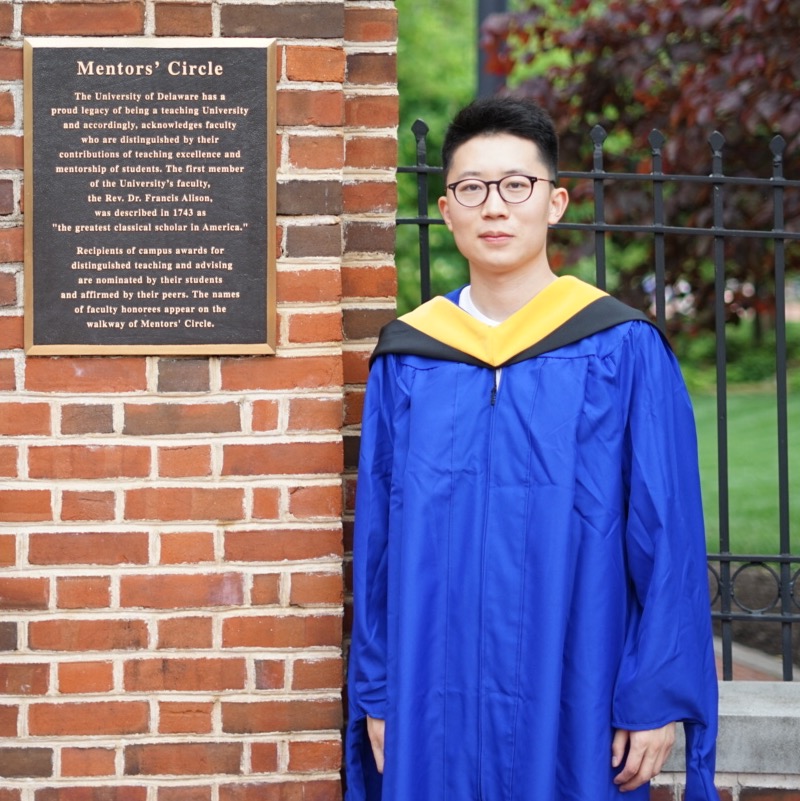 Mentors' Circle
The University of Delaware has a
proud legacy of being a teaching University
and accordingly, acknowledges faculty
who are distinguished by their
contributions of teaching excellence and
mentorship of students. The first member
of the University's faculty,
the Rev. Dr. Francis Alison,
was described in 1743 as
"the greatest classical scholar in America."
Recipients of campus awards for
distinguished teaching and advising
are nominated by their students
and affirmed by their peers. The names
of faculty honorees appear on the
walkway of Mentors' Circle.